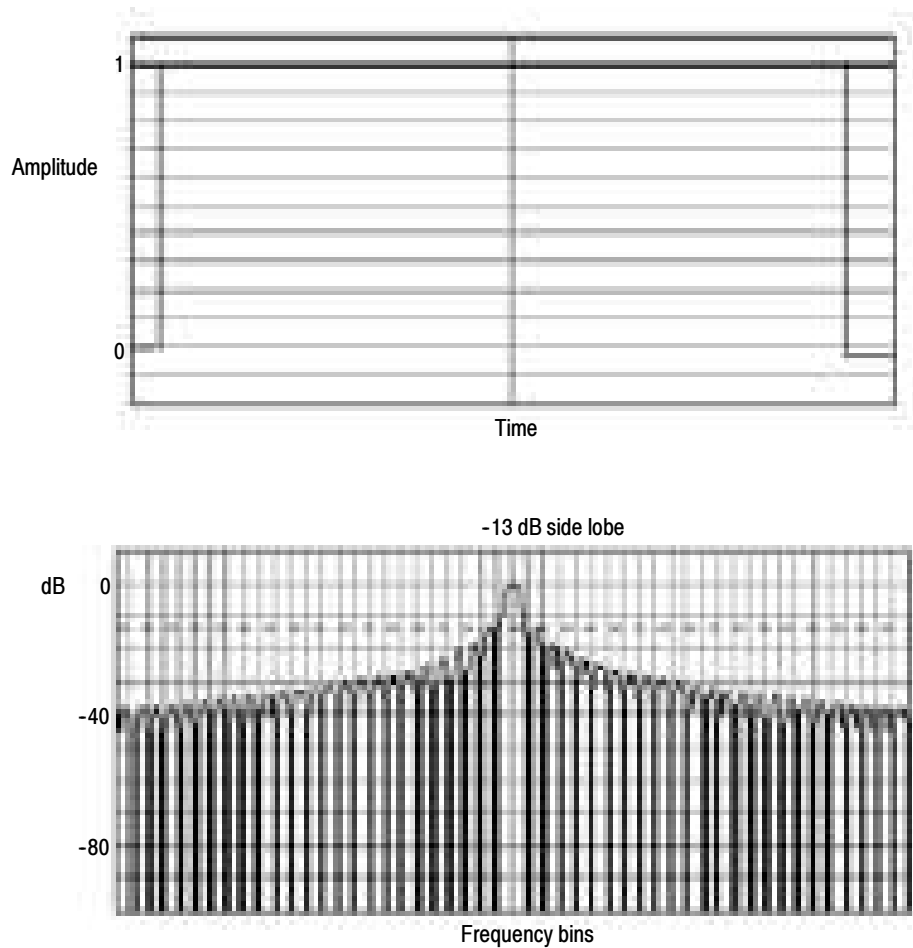 1
Amplitude
0
Time
-13 dB side lobe
dB 0
-40
-80
Frequency bins